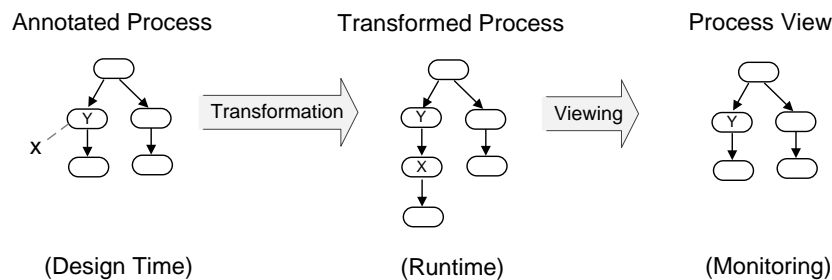 Annotated Process
Transformed Process
Process View
Y
x
Transformation
Y
X
Viewing
Y
(Design Time)
(Runtime)
(Monitoring)